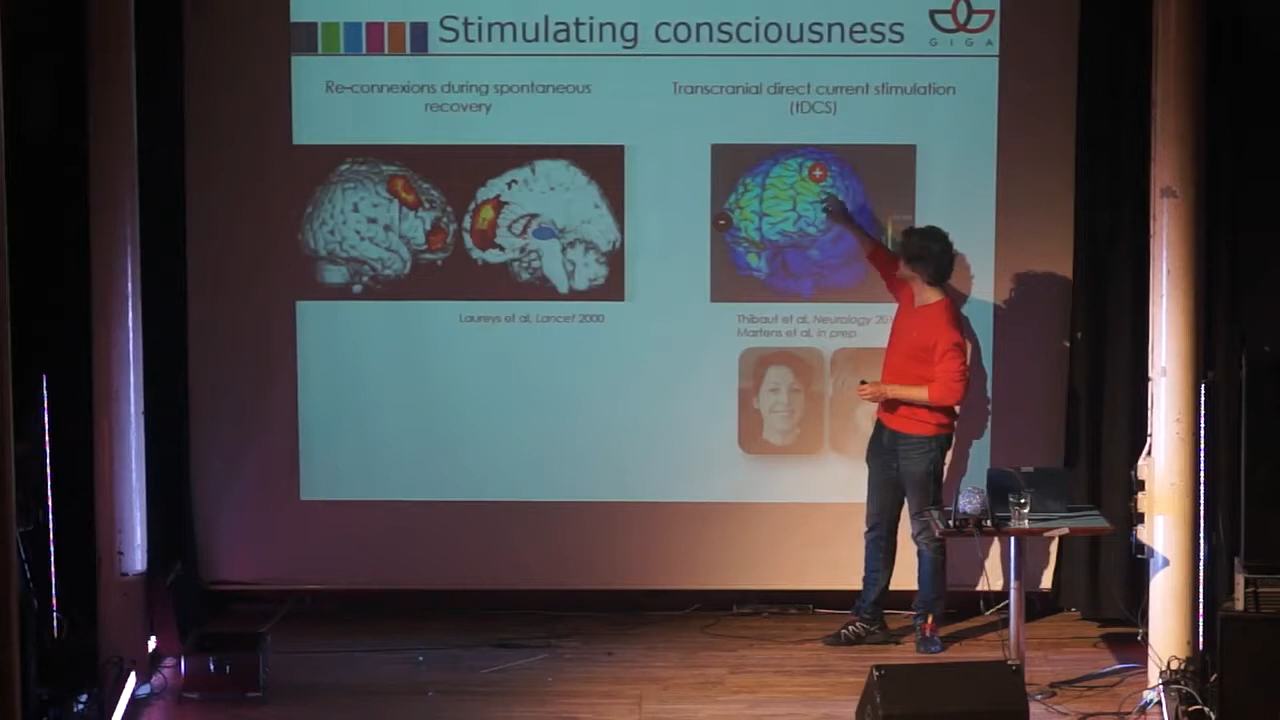 Stimulating consciousness
GIGA
Re-connexions during spontaneous
recovery
Transcranial direct current stimulation
(tDCS)
+
-
Laureys et al, Lancet 2000
Thibaut et al, Neurology
Martens et al, in prep